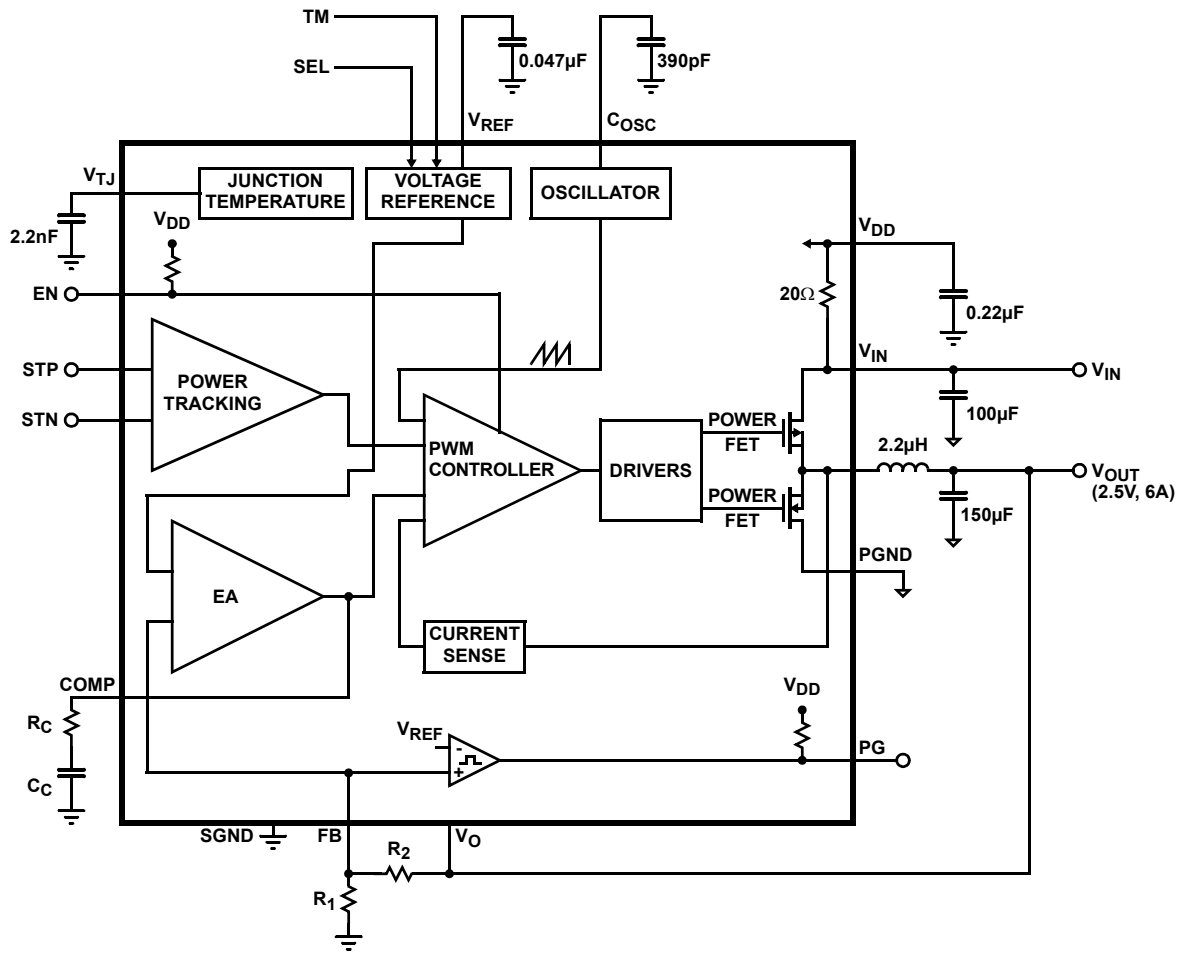 TM
0.047µF
390pF
SEL
VREF
COSC
VTJ
JUNCTION
TEMPERATURE
VOLTAGE
REFERENCE
OSCILLATOR
2.2nF
VDD
VDD
EN
20Ω
0.22µF
STP
POWER
TRACKING
STN
VIN
VIN
100µF
PWM
CONTROLLER
DRIVERS
POWER
FET
POWER
FET
2.2µH
VOUT
(2.5V, 6A)
150µF
PGND
EA
CURRENT
SENSE
COMP
RC
CC
VDD
VREF
-
+
PG
SGND
FB
VO
R2
R1